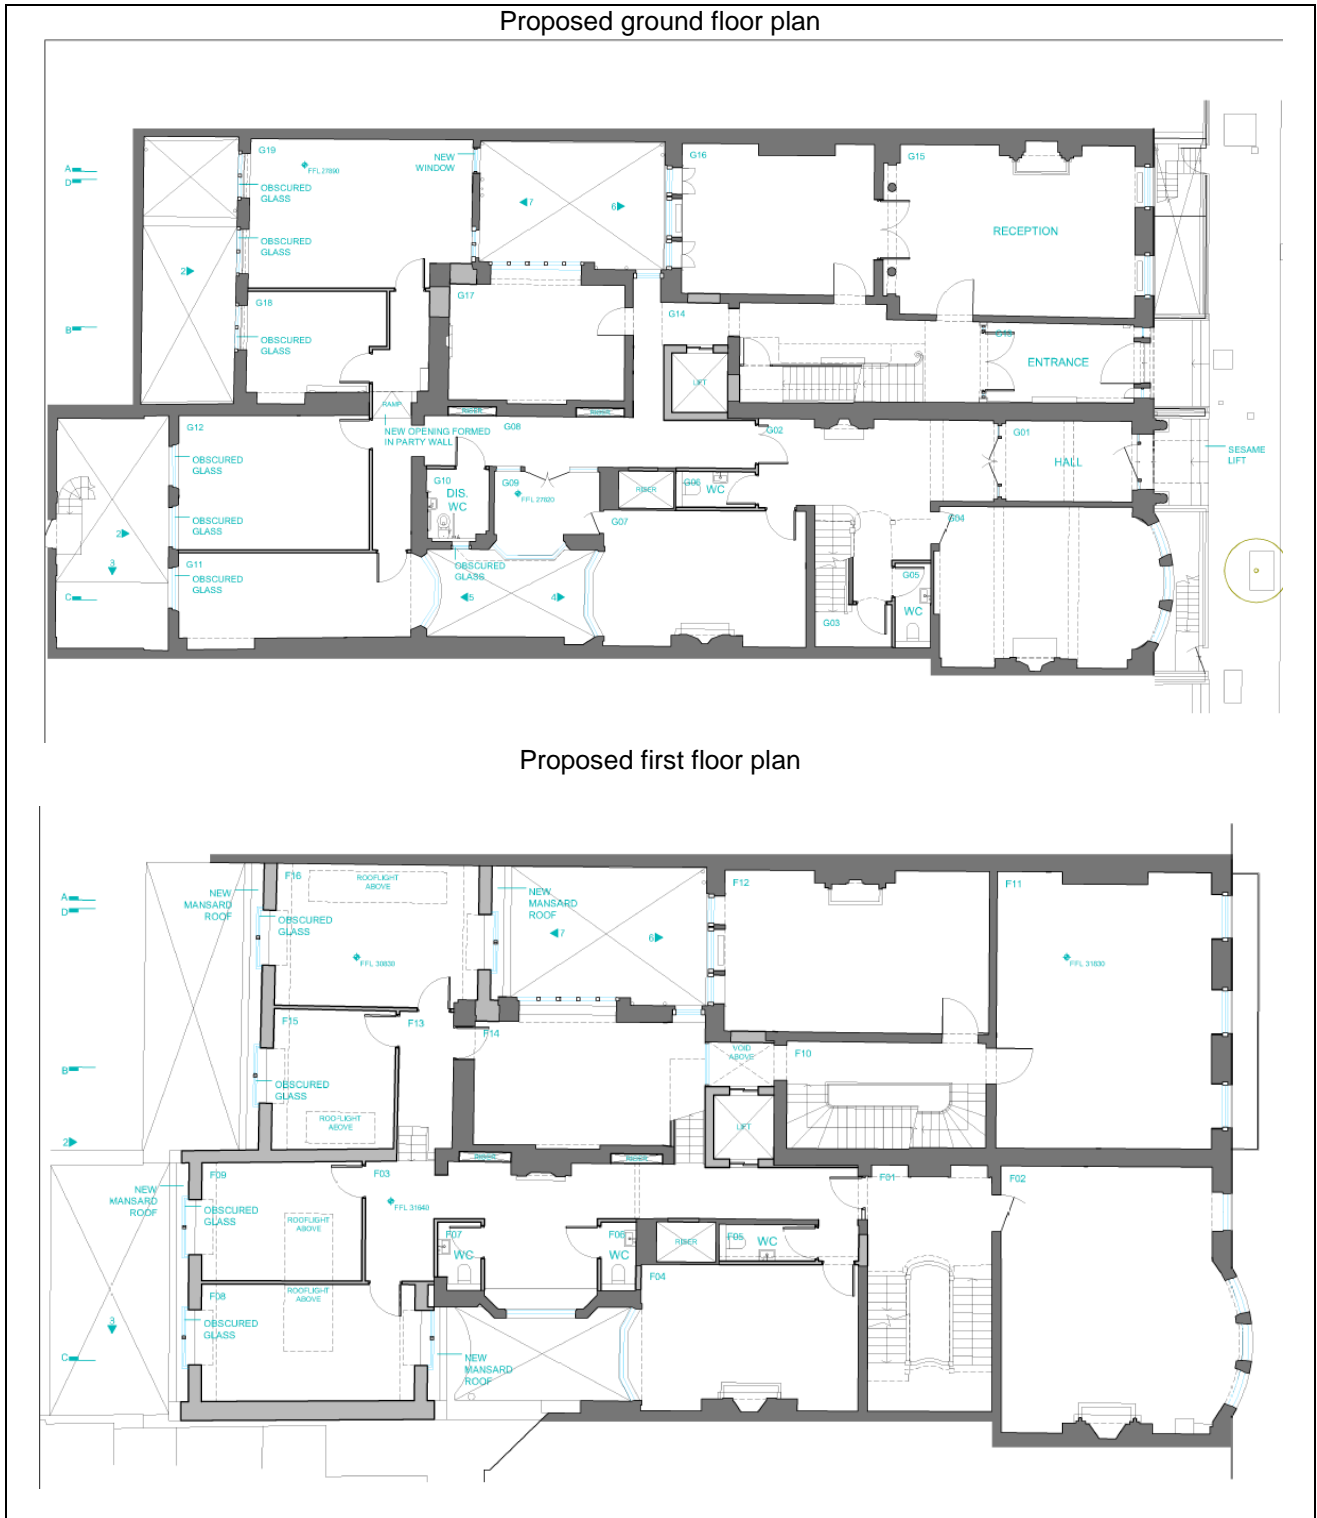 Proposed ground floor plan
G19
FFL 27890
NEW
WINDOW
G16
G15
A
D
OBSCURED
GLASS
7
6
RECEPTION
OBSCURED
GLASS
2
G18
G17
G14
B
OBSCURED
GLASS
ENTRANCE
LIFT
RAMP
G12
NEW OPENING FORMED
IN PARTY WALL
G08
G02
G01
OBSCURED
GLASS
HALL
SESAME
LIFT
G10
DIS.
WC
G09
FFL 27820
RISER
G06
WC
OBSCURED
GLASS
G07
G04
2
3
G11
OBSCURED
GLASS
OBSCURED
GLASS
G05
C
5
4
WC
G03
Proposed first floor plan
F16
ROOFLIGHT
ABOVE
NEW
MANSARD
ROOF
F12
F11
A
D
NEW
MANSARD
ROOF
OBSCURED
GLASS
7
6
FFL 30830
FFL 31830
F15
F13
F14
VOID
ABOVE
F10
B
OBSCURED
GLASS
ROOFLIGHT
ABOVE
LIFT
2
F09
F03
F01
F02
NEW
MANSARD
ROOF
OBSCURED
GLASS
ROOFLIGHT
ABOVE
FFL 31640
F07
WC
F06
WC
RISER
F05
WC
F04
F08
ROOFLIGHT
ABOVE
3
OBSCURED
GLASS
C
NEW
MANSARD
ROOF